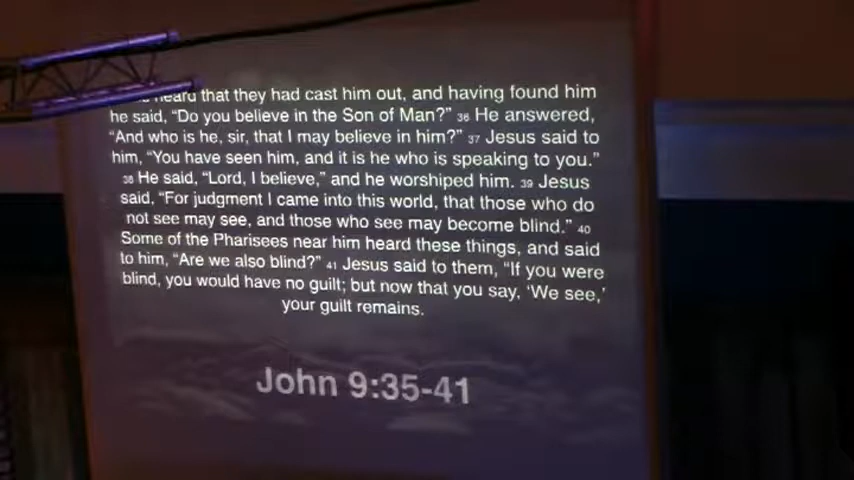 heard that they had cast him out, and having found him
he said, “Do you believe in the Son of Man?” 36 He answered,
“And who is he, sir, that I may believe in him?” 37 Jesus said to
him, “You have seen him, and it is he who is speaking to you.”
38 He said, “Lord, I believe,” and he worshiped him. 39 Jesus
said, “For judgment I came into this world, that those who do
not see may see, and those who see may become blind.” 40
Some of the Pharisees near him heard these things, and said
to him, “Are we also blind?” 41 Jesus said to them, “If you were
blind, you would have no guilt; but now that you say, ‘We see,’
your guilt remains.
John 9:35-41